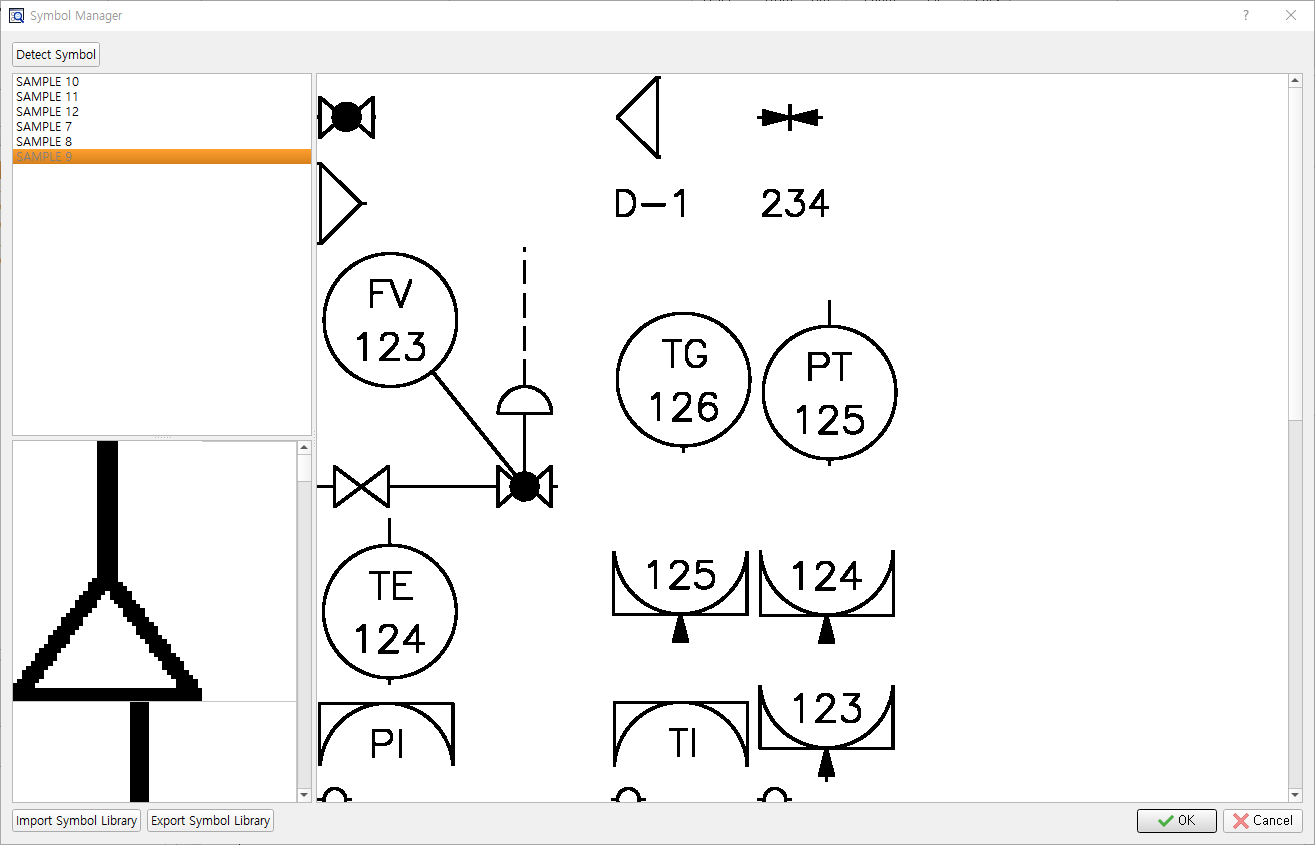 Symbol Manager
?
Detect Symbol
SAMPLE 10
SAMPLE 11
SAMPLE 12
SAMPLE 7
SAMPLE 8
SAMPLE 9
D-1
234
FV
123
TG
126
PT
125
TE
124
125
124
PI
TI
123
Import Symbol Library
Export Symbol Library
OK
Cancel